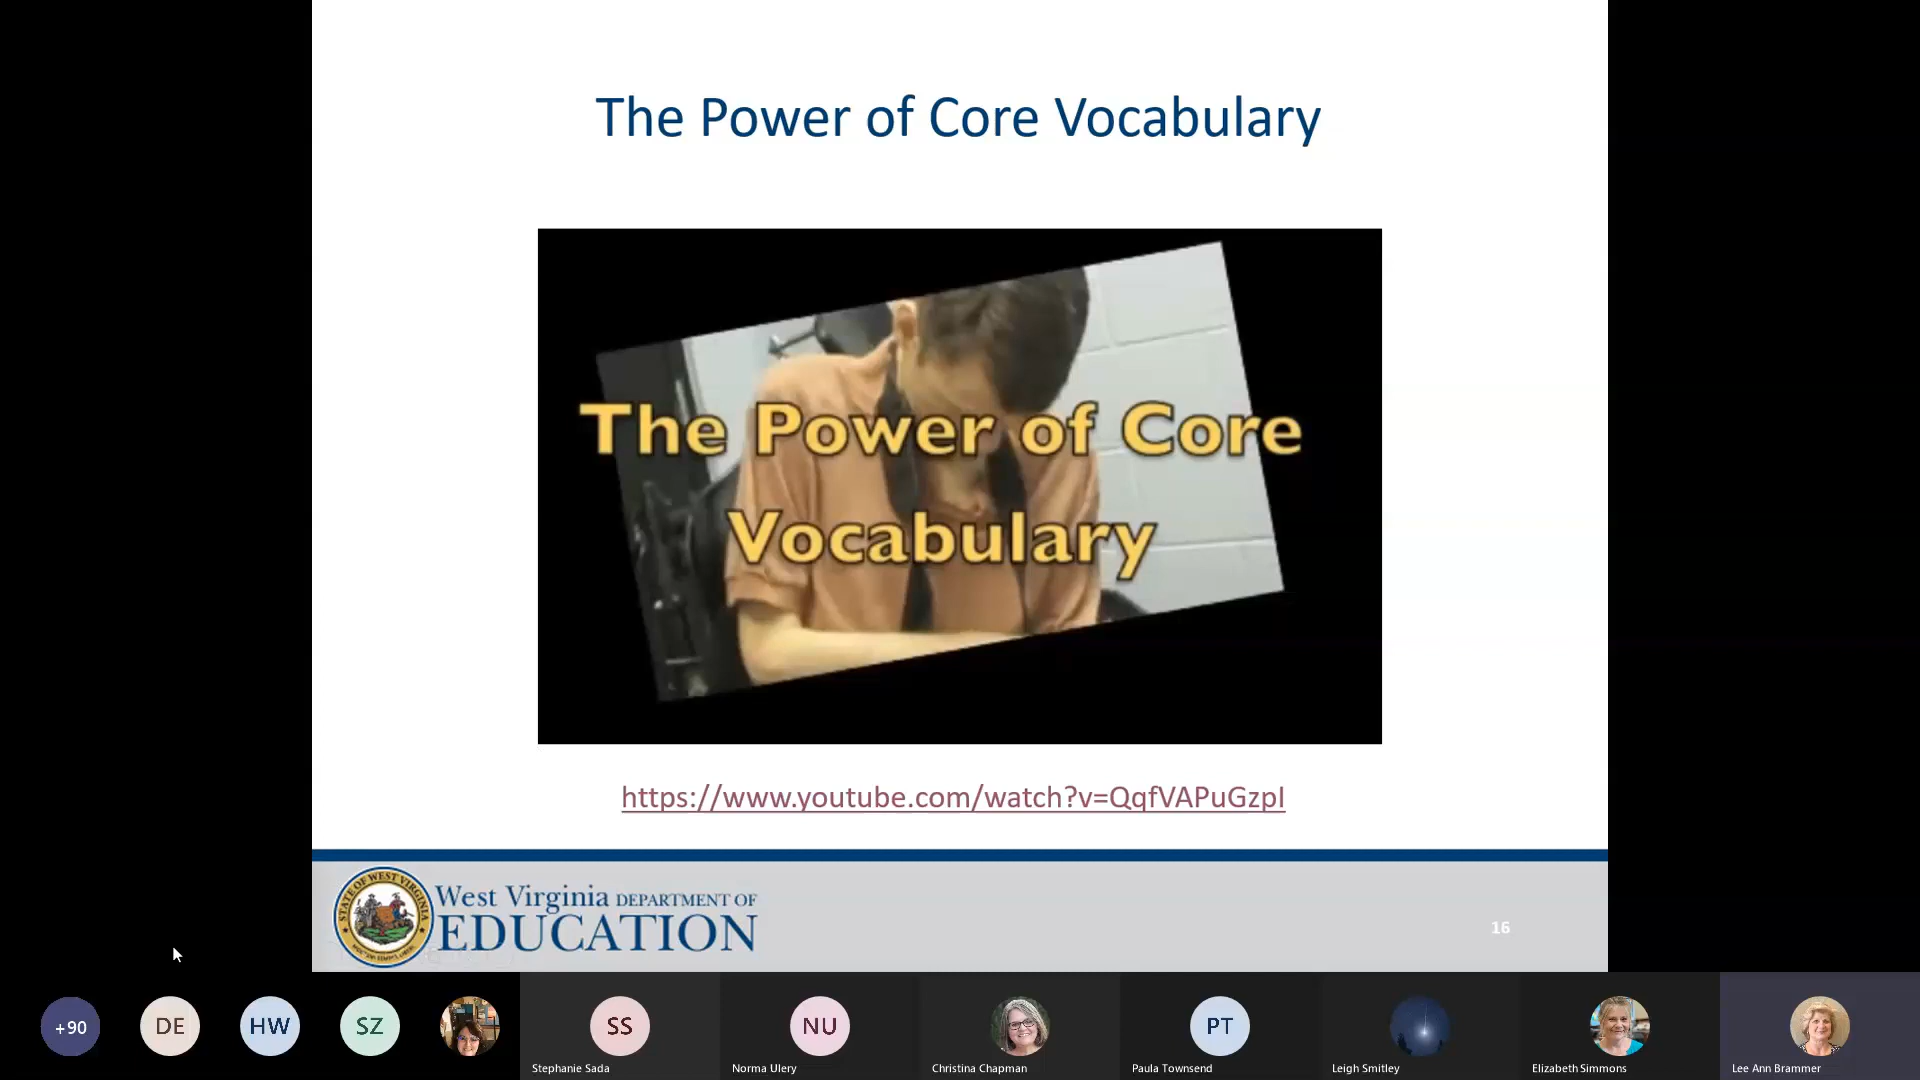 The Power of Core Vocabulary
The Power of Core
Vocabulary
https://www.youtube.com/watch?v=QqfVAPuGzpI
STATE OF WEST VIRGINIA
West Virginia DEPARTMENT OF
EDUCATION
16
+90
DE
HW
SZ
SS
NU
PT
Stephanie Sada
Norma Ulery
Christina Chapman
Paula Townsend
Leigh Smitley
Elizabeth Simmons
Lee Ann Brammer